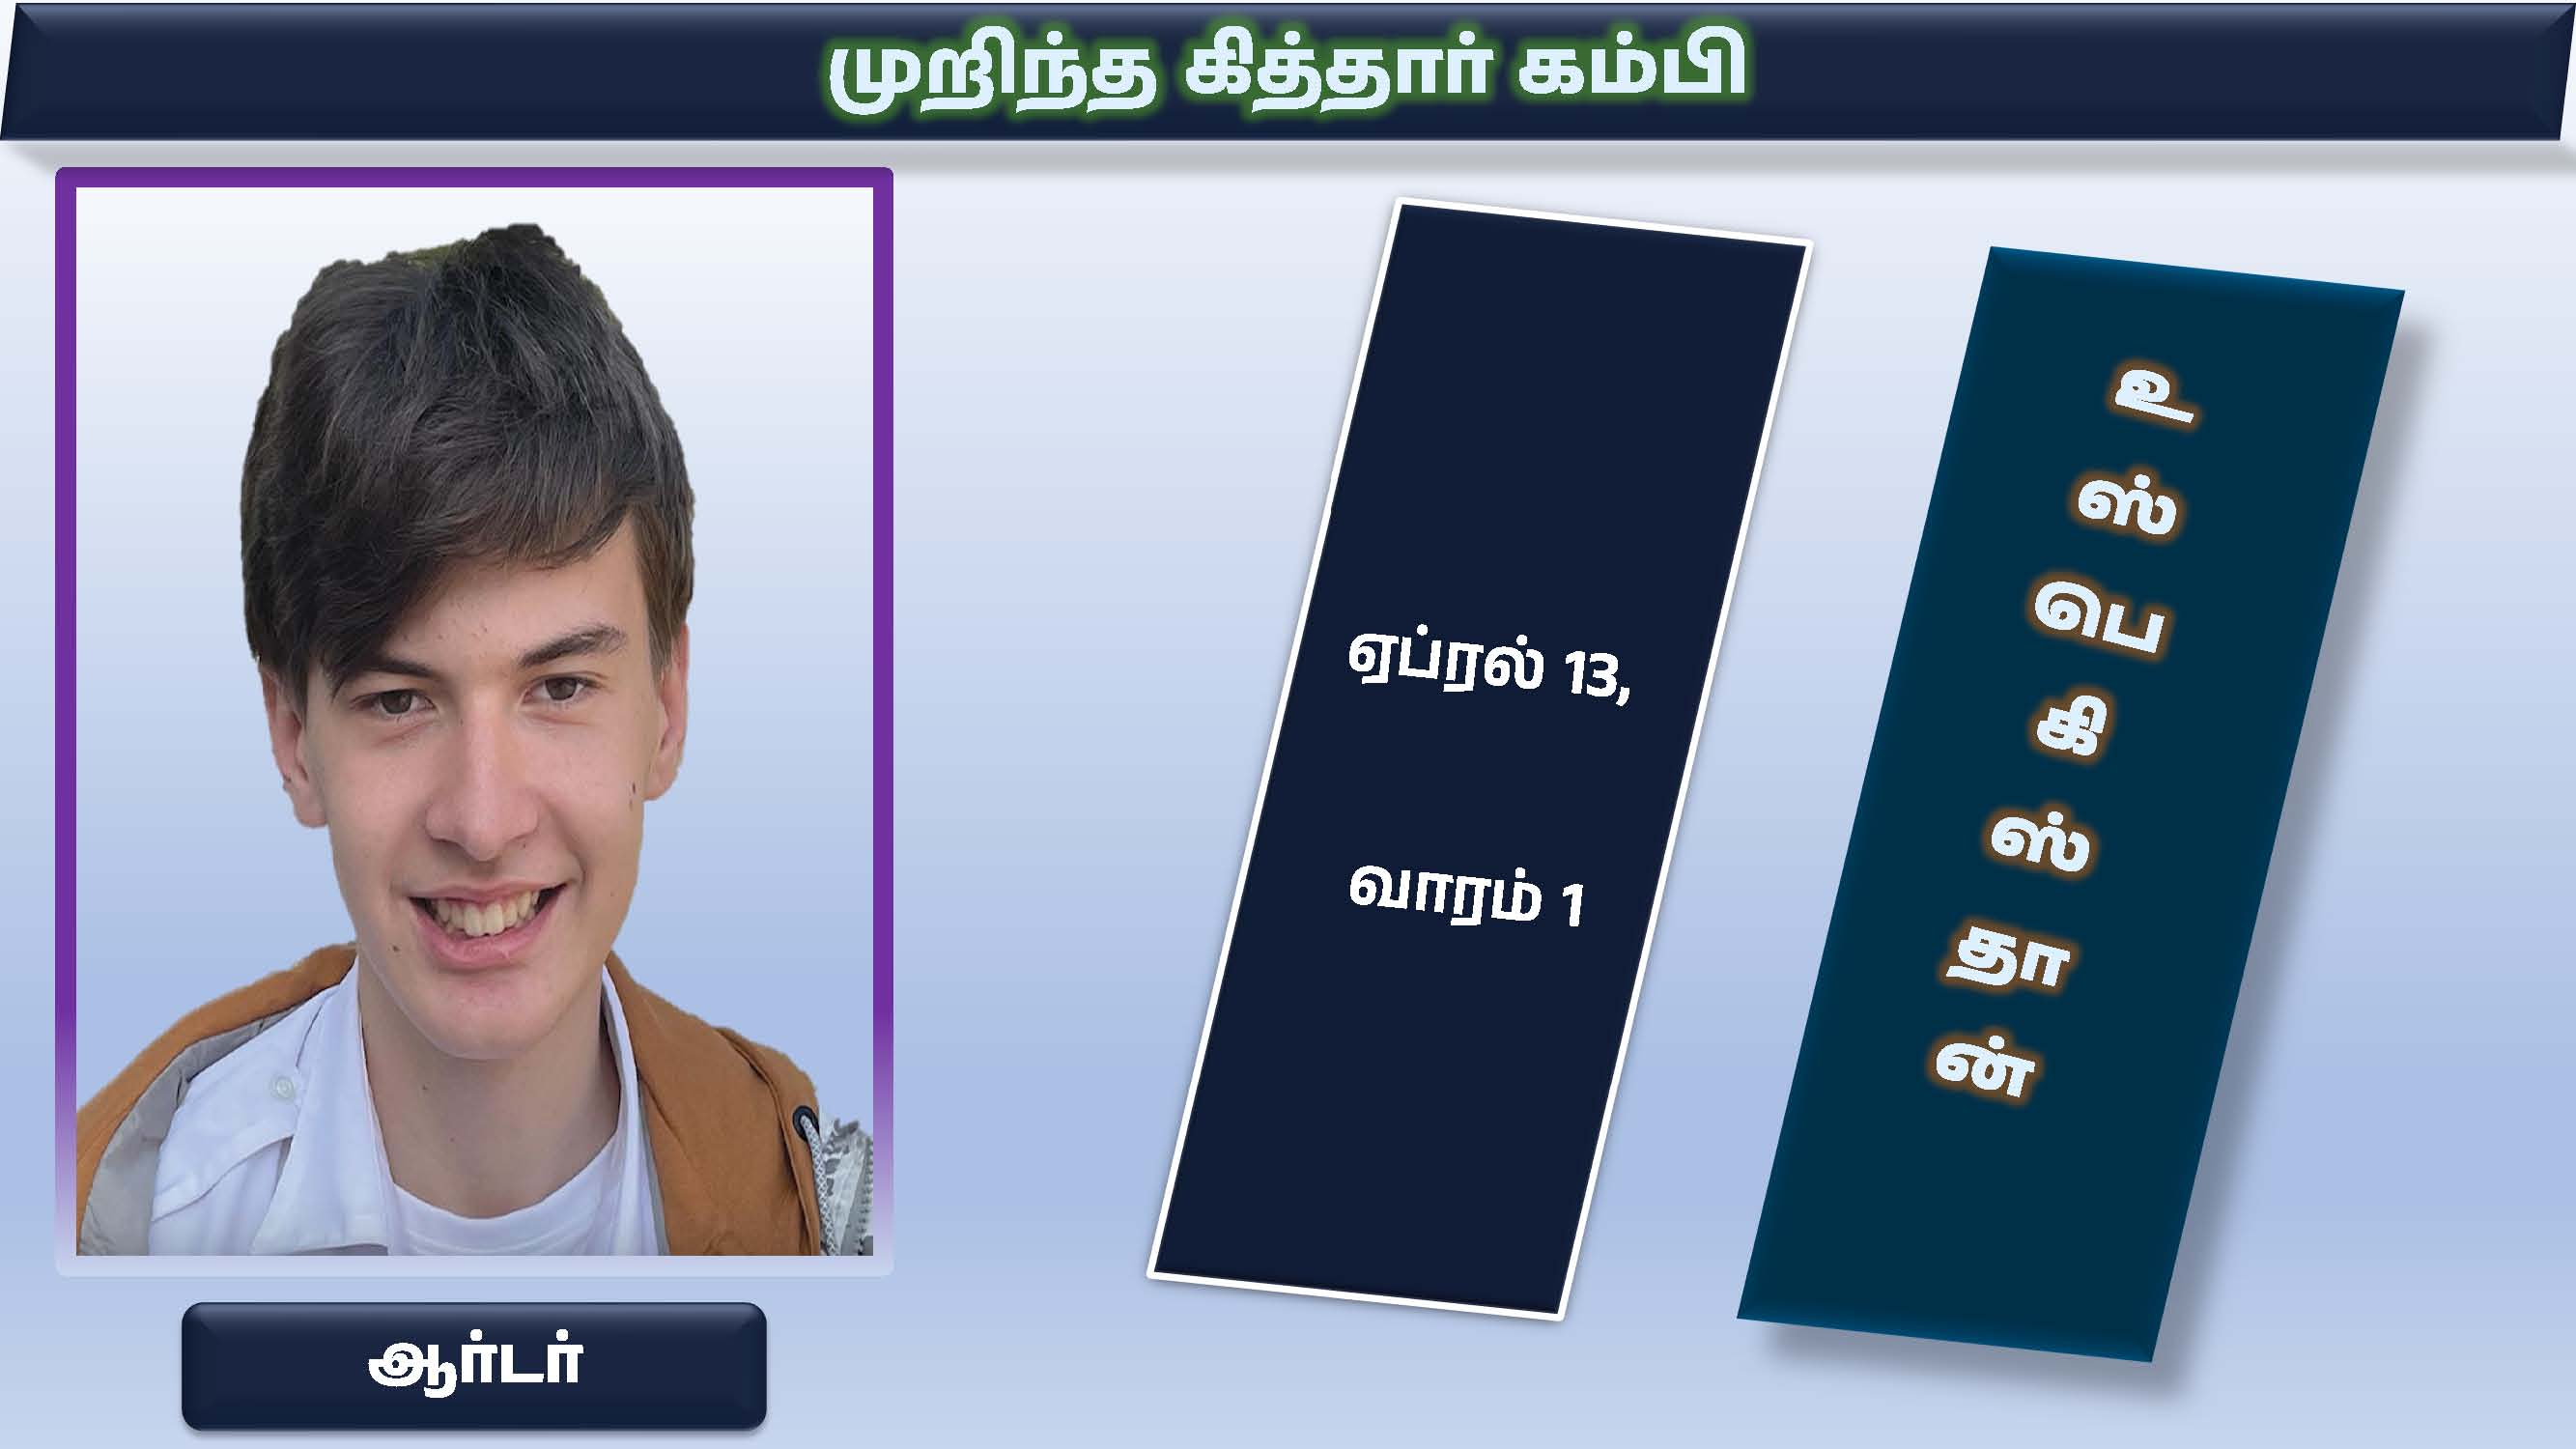 முறிந்த கித்தார் கம்பி
ஏப்ரல் 13,
வாரம் 1
உ
ஸ்
பெ
கி
ஸ்
தா
ன்
ஆர்டர்